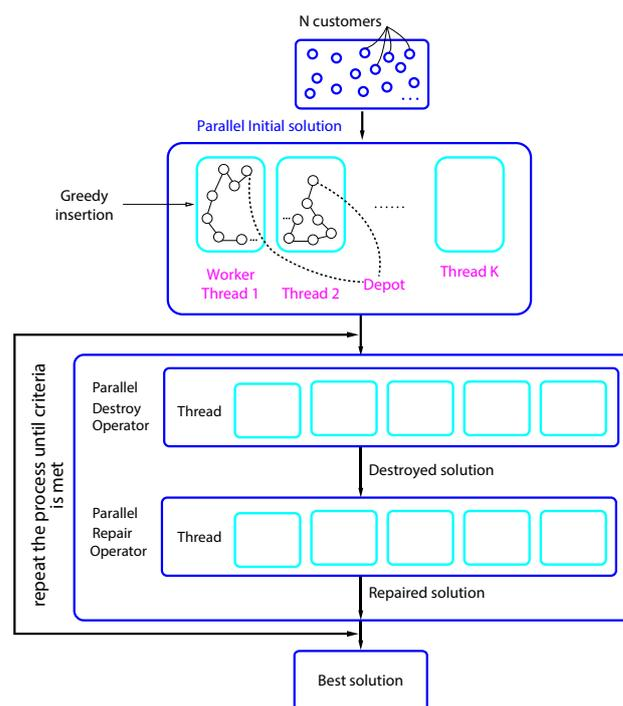 N customers
...
Parallel Initial solution
Greedy
insertion
...
...
......
Worker
Thread 1
Thread 2
Depot
Thread K
repeat the process until criteria
is met
Parallel
Destroy
Operator
Thread
Destroyed solution
Parallel
Repair
Operator
Thread
Repaired solution
Best solution